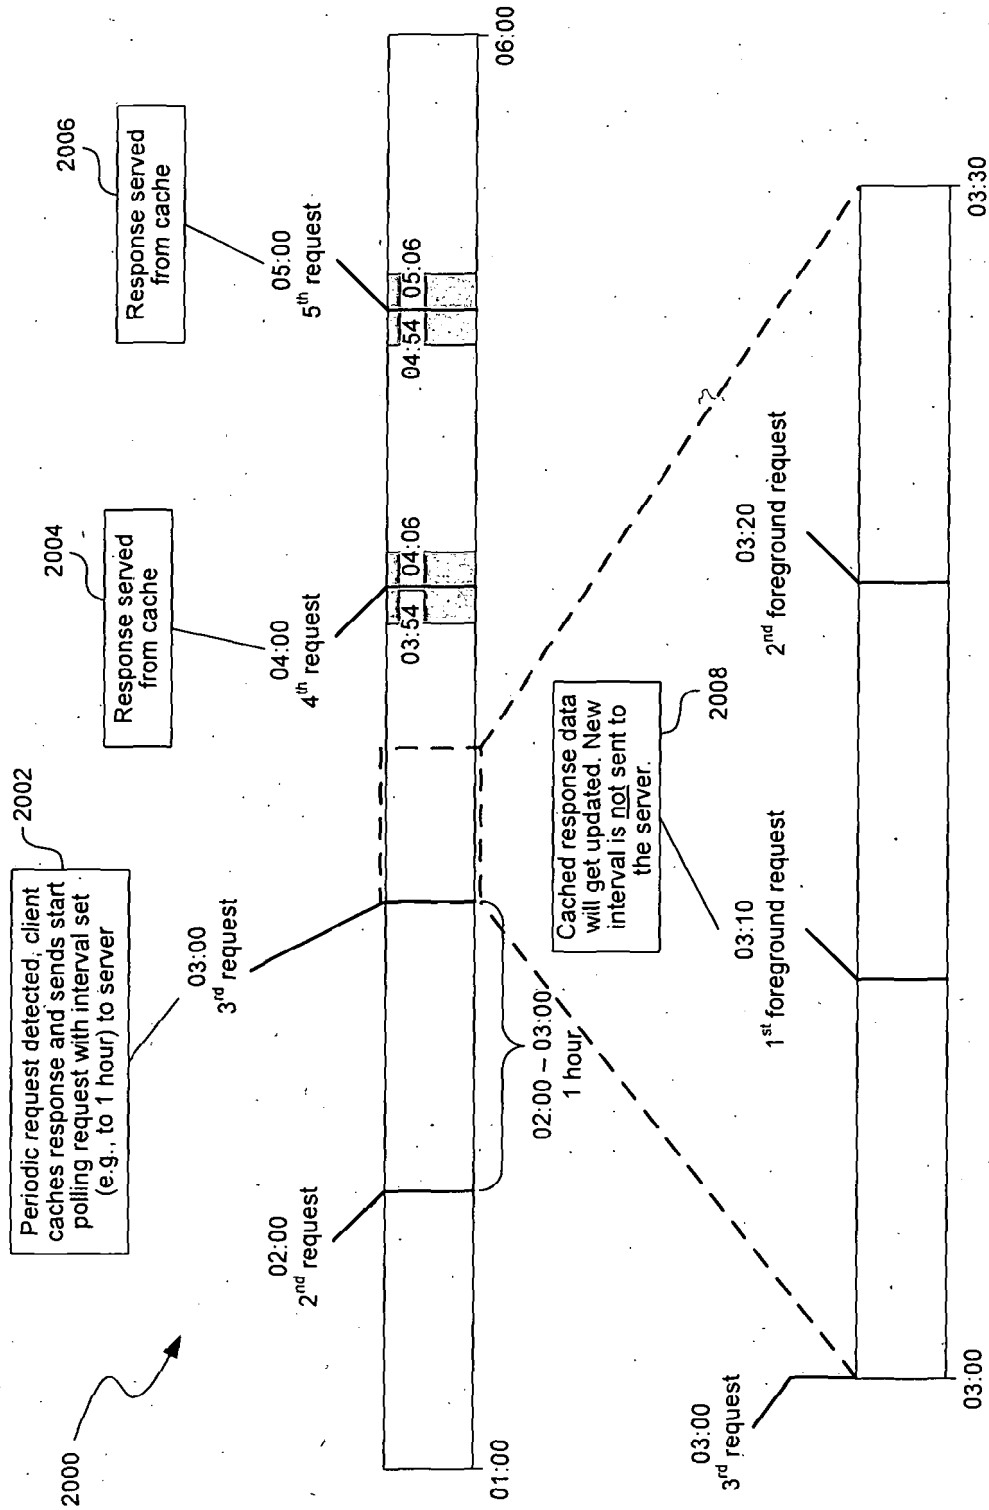 2000
Periodic request detected, client
caches response and sends start
polling request with interval set
(e.g., to 1 hour) to server
2002
Response served
from cache
2004
Response served
from cache
2006
02:00
2nd request
03:00
3rd request
04:00
4th request
05:00
5th request
03:54
04:06
04:54
05:06
01:00
06:00
02:00 – 03:00
1 hour
Cached response data
will get updated. New
interval is not sent to
the server.
2008
03:00
3rd request
03:10
1st foreground request
03:20
2nd foreground request
03:00
03:30